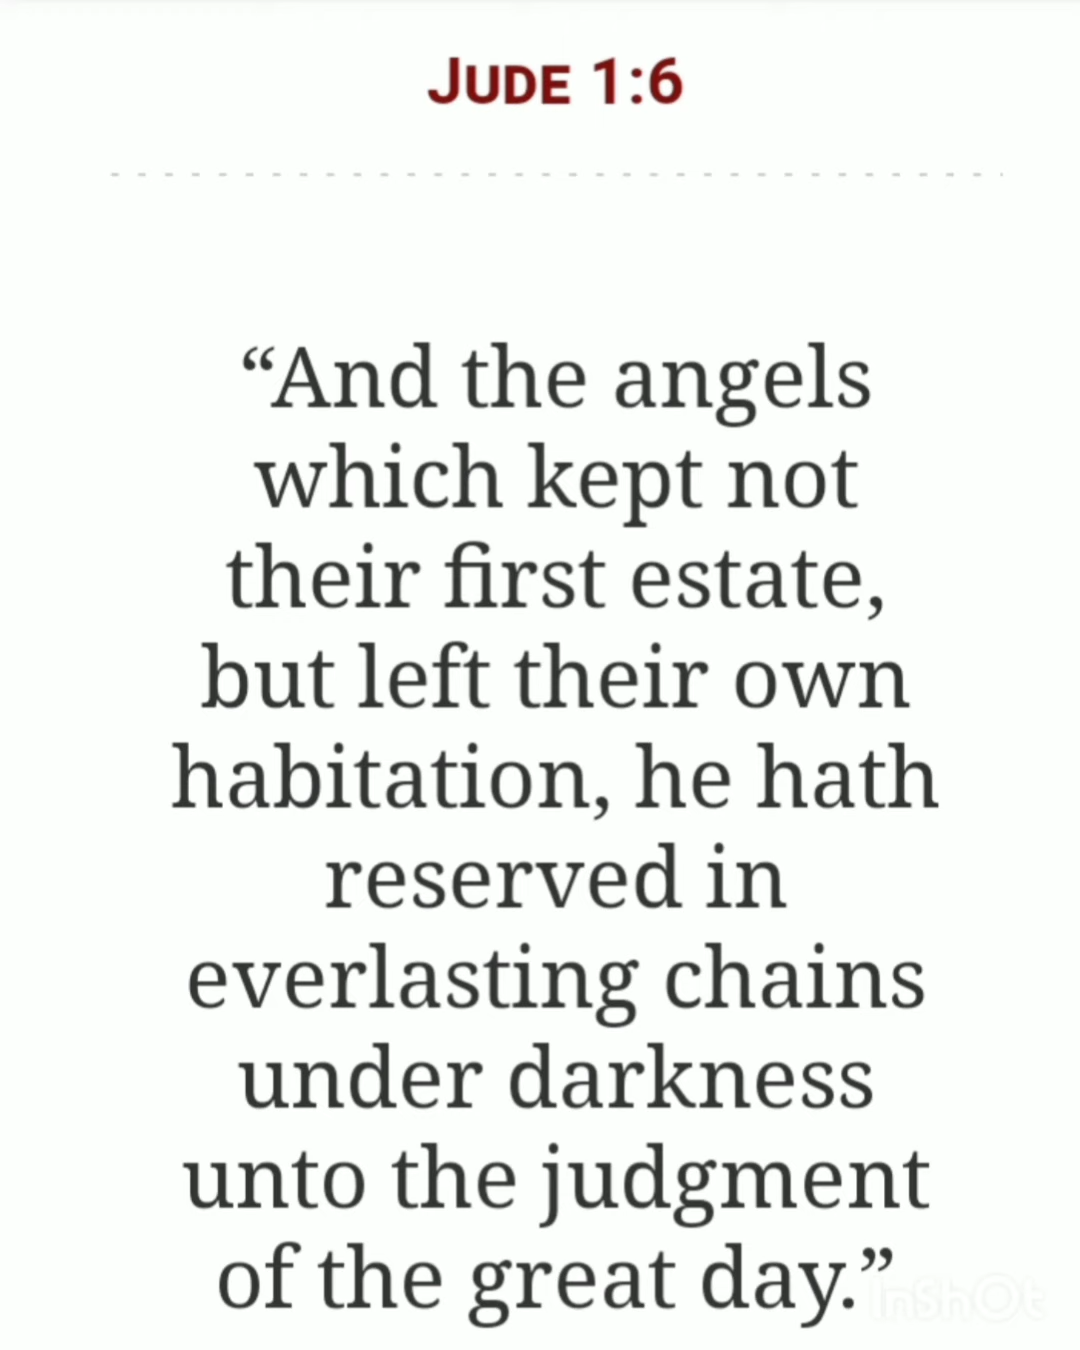 JUDE 1:6
“And the angels
which kept not
their first estate,
but left their own
habitation, he hath
reserved in
everlasting chains
under darkness
unto the judgment
of the great day.”
InShOt